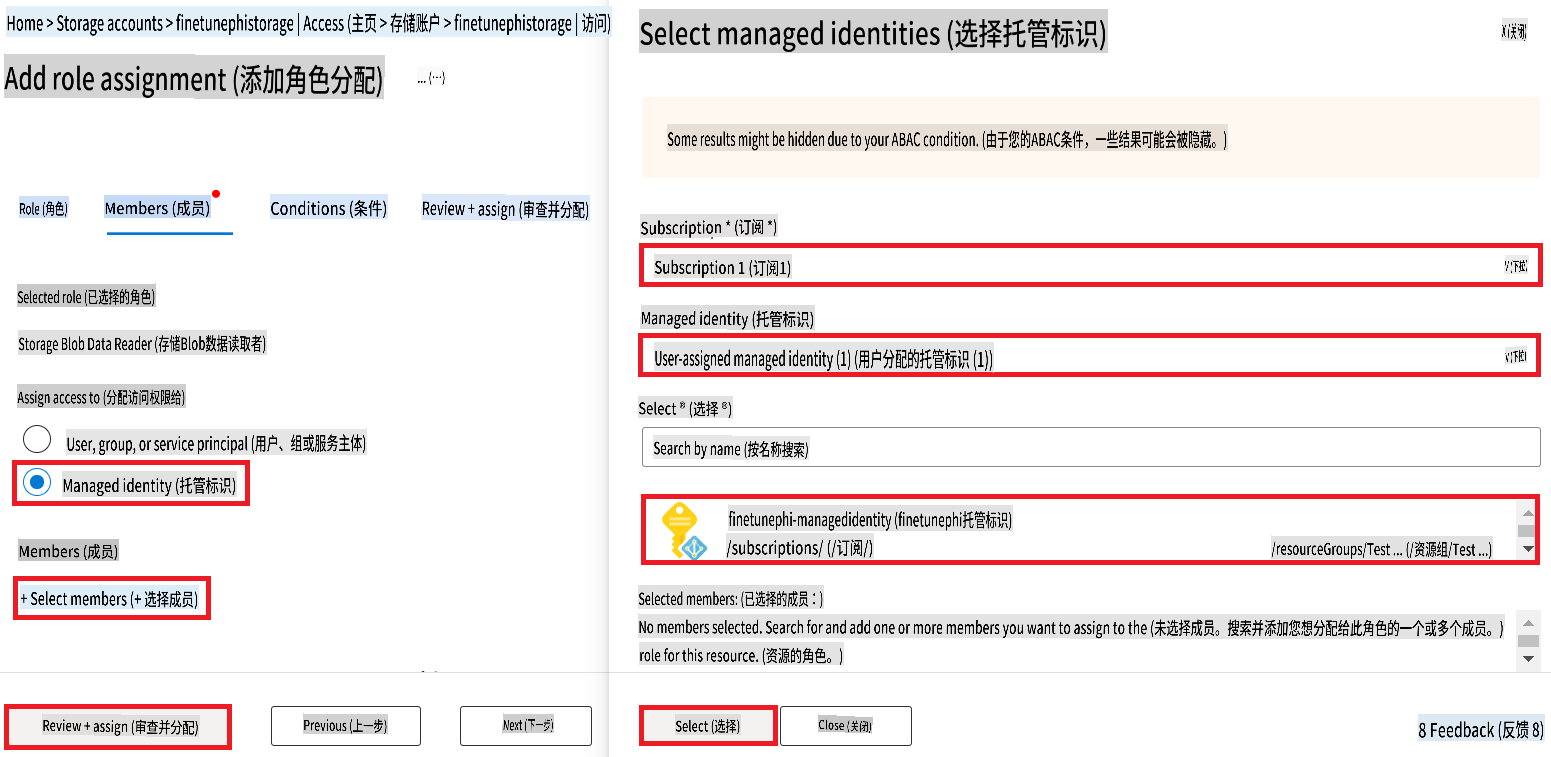 Home > Storage accounts > finetunephistorage | Access (主页 > 存储账户 > finetunephistorage | 访问)
Add role assignment (添加角色分配)
... (···)
Role (角色)
Members (成员)
Conditions (条件)
Review + assign (审查并分配)
Selected role (已选择的角色)
Storage Blob Data Reader (存储Blob数据读取者)
Assign access to (分配访问权限给)
User, group, or service principal (用户、组或服务主体)
Managed identity (托管标识)
Members (成员)
+ Select members (+ 选择成员)
Review + assign (审查并分配)
Previous (上一步)
Next (下一步)
Select managed identities (选择托管标识)
X (关闭)
Some results might be hidden due to your ABAC condition. (由于您的ABAC条件，一些结果可能会被隐藏。)
Subscription * (订阅 *)
Subscription 1 (订阅1)
V (下拉)
Managed identity (托管标识)
User-assigned managed identity (1) (用户分配的托管标识 (1))
V (下拉)
Select ® (选择 ®)
Search by name (按名称搜索)
finetunephi-managedidentity (finetunephi托管标识)
/subscriptions/ (/订阅/)
/resourceGroups/Test ... (/资源组/Test ...)
Selected members: (已选择的成员：)
No members selected. Search for and add one or more members you want to assign to the (未选择成员。搜索并添加您想分配给此角色的一个或多个成员。)
role for this resource. (资源的角色。)
Select (选择)
Close (关闭)
8 Feedback (反馈 8)